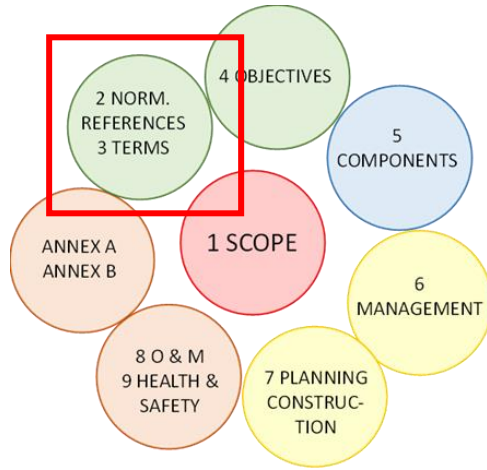 2 NORM.
REFERENCES
3 TERMS
4 OBJECTIVES
5
COMPONENTS
1 SCOPE
ANNEX A
ANNEX B
6
MANAGEMENT
8 O & M
9 HEALTH &
SAFETY
7 PLANNING
CONSTRUC-
TION